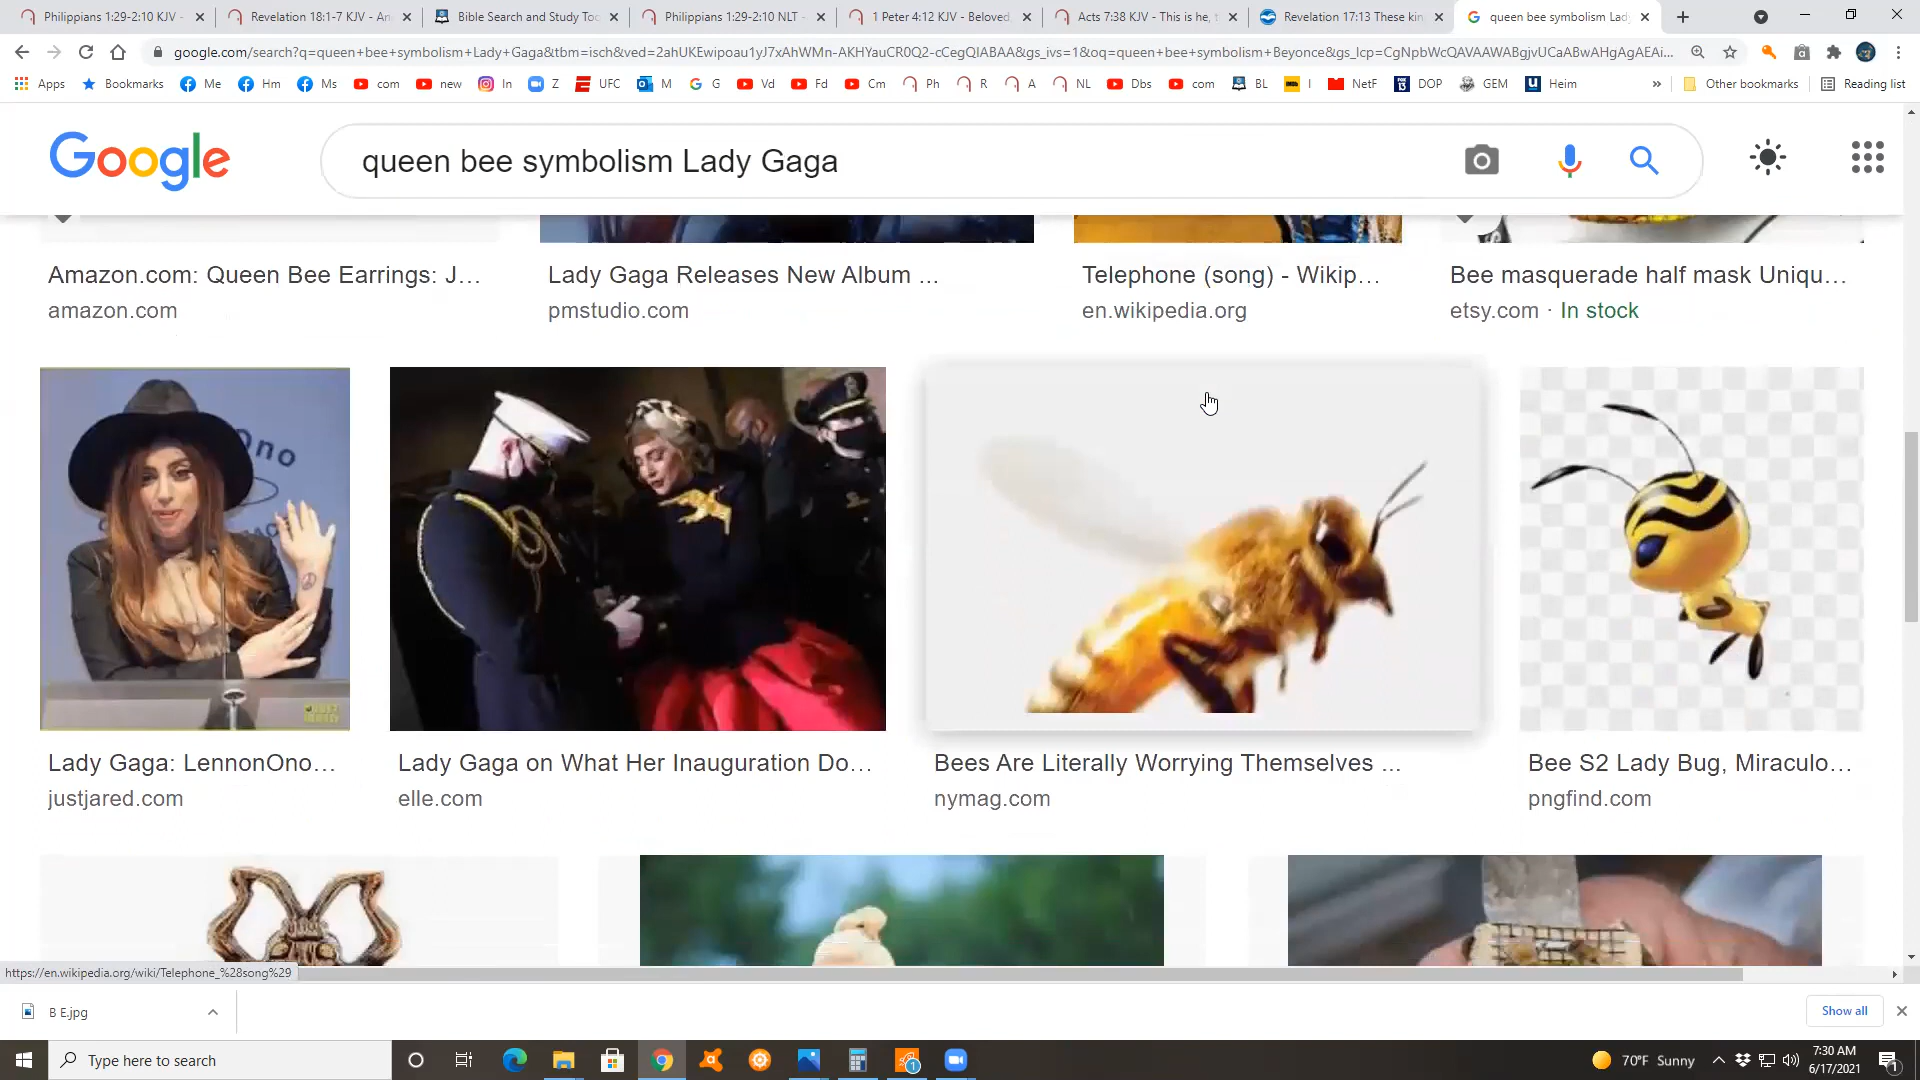 Philippians 1:29-2:10 KJV -
Revelation 18:1-7 KJV - An
Bible Search and Study Too
Philippians 1:29-2:10 NLT -
1 Peter 4:12 KJV - Beloved,
Acts 7:38 KJV - This is he, t
Revelation 17:13 These kin
queen bee symbolism Lad
google.com/search?q=queen+bee+symbolism+Lady+Gaga&tbm=isch&ved=2ahUKEwipoau1yJ7xAhWMn-AKHYauCR0Q2-cCegQIABAA&gs_ivs=1&oq=queen+bee+symbolism+Beyonce&gs_lcp=CgNpbWcQAVAAWABgjvUCaABwAHgAgAEAi...
Apps Bookmarks Me Hm Ms com new In Z UFC M G Vd Fd Cm Ph R A NL Dbs com BL I NetF DOP GEM Heim » Other bookmarks Reading list
Google
queen bee symbolism Lady Gaga
Amazon.com: Queen Bee Earrings: J...
amazon.com
Lady Gaga Releases New Album ...
pmstudio.com
Telephone (song) - Wikip...
en.wikipedia.org
Bee masquerade half mask Uniqu...
etsy.com · In stock
Ono
Lady Gaga: LennonOno...
justjared.com
Lady Gaga on What Her Inauguration Do...
elle.com
Bees Are Literally Worrying Themselves ...
nymag.com
Bee S2 Lady Bug, Miraculo...
pngfind.com
https://en.wikipedia.org/wiki/Telephone_%28song%29
B E.jpg
Show all
Type here to search
1
70°F Sunny
7:30 AM
6/17/2021
1